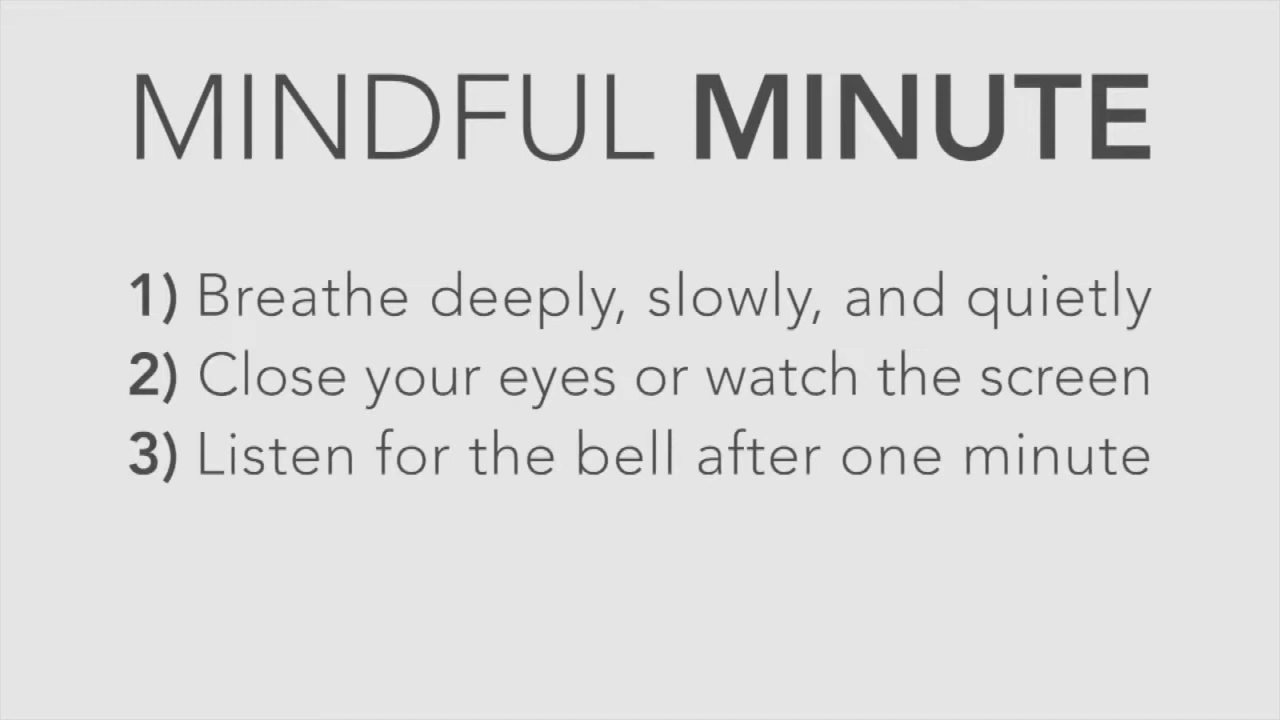 MINDFUL MINUTE
1) Breathe deeply, slowly, and quietly
2) Close your eyes or watch the screen
3) Listen for the bell after one minute